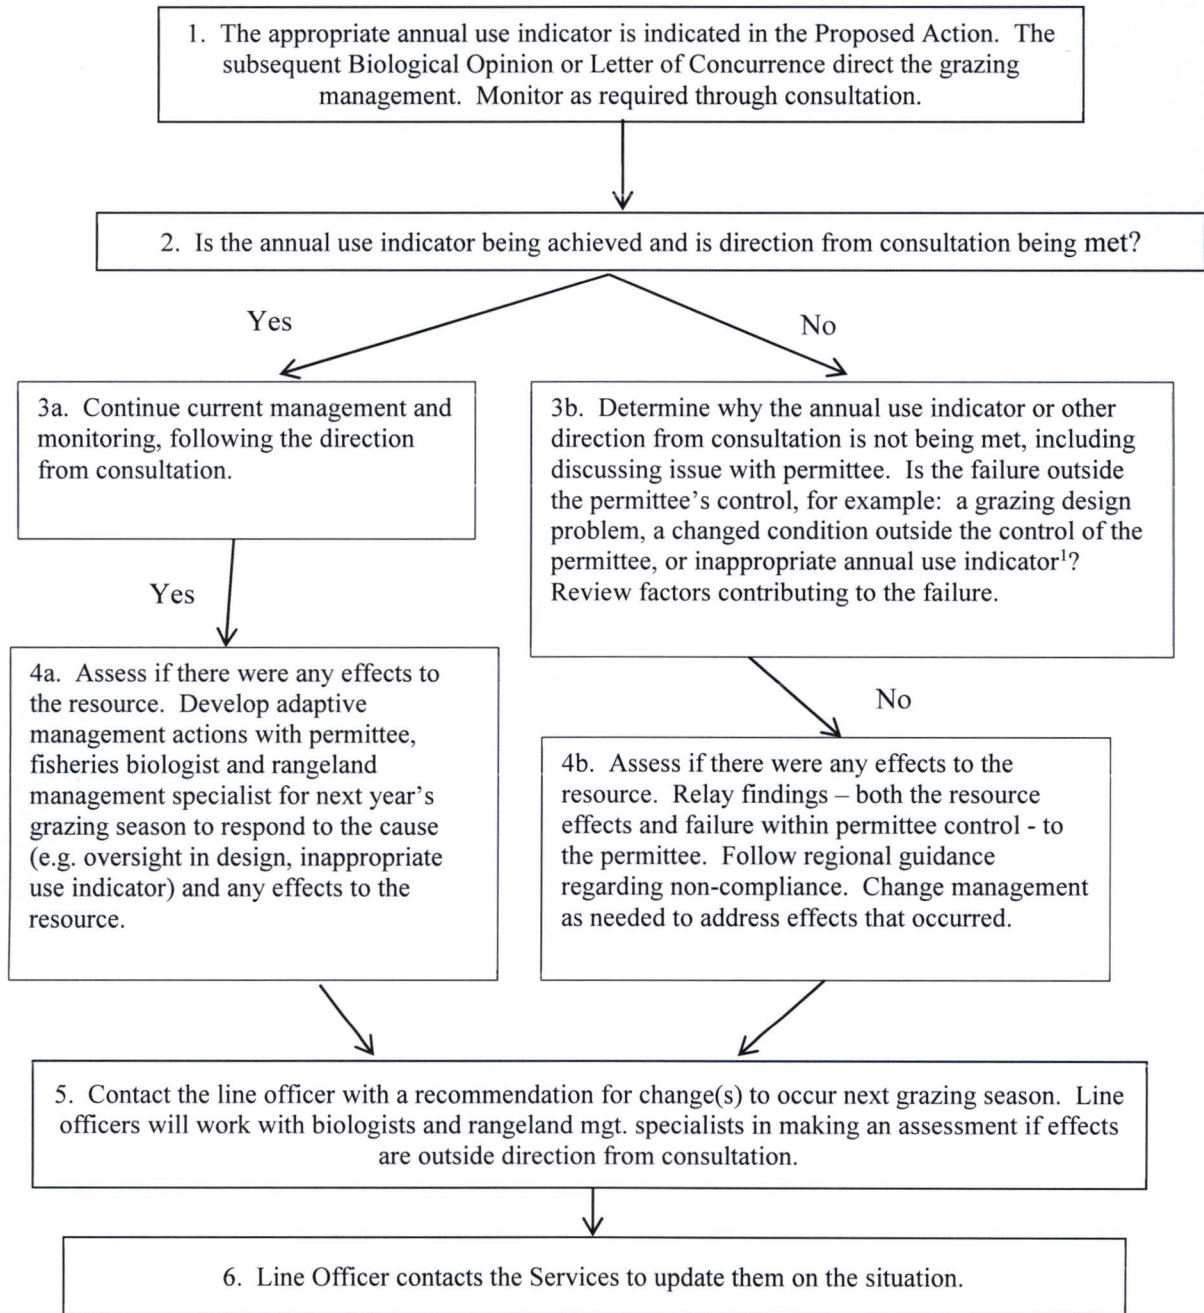 1. The appropriate annual use indicator is indicated in the Proposed Action. The
subsequent Biological Opinion or Letter of Concurrence direct the grazing
management. Monitor as required through consultation.
2. Is the annual use indicator being achieved and is direction from consultation being met?
Yes
No
3a. Continue current management and
monitoring, following the direction
from consultation.
3b. Determine why the annual use indicator or other
direction from consultation is not being met, including
discussing issue with permittee. Is the failure outside
the permittee's control, for example: a grazing design
problem, a changed condition outside the control of the
permittee, or inappropriate annual use indicator¹?
Review factors contributing to the failure.
Yes
No
4a. Assess if there were any effects to
the resource. Develop adaptive
management actions with permittee,
fisheries biologist and rangeland
management specialist for next year's
grazing season to respond to the cause
(e.g. oversight in design, inappropriate
use indicator) and any effects to the
resource.
4b. Assess if there were any effects to the
resource. Relay findings – both the resource
effects and failure within permittee control - to
the permittee. Follow regional guidance
regarding non-compliance. Change management
as needed to address effects that occurred.
5. Contact the line officer with a recommendation for change(s) to occur next grazing season. Line
officers will work with biologists and rangeland mgt. specialists in making an assessment if effects
are outside direction from consultation.
6. Line Officer contacts the Services to update them on the situation.